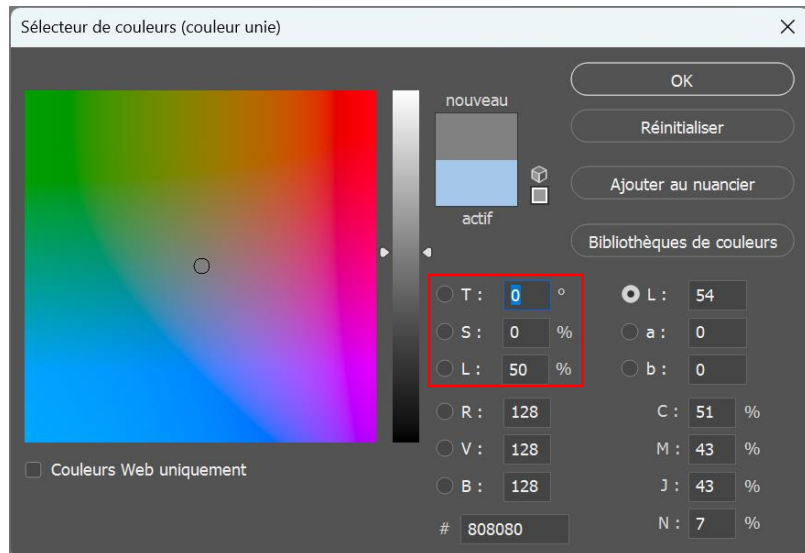 Sélecteur de couleurs (couleur unie)
nouveau
actif
OK
Réinitialiser
Ajouter au nuancier
Bibliothèques de couleurs
T : 0 °
S : 0 %
L : 50 %
R : 128
V : 128
B : 128
# 808080
L : 54
a : 0
b : 0
C : 51 %
M : 43 %
J : 43 %
N : 7 %
Couleurs Web uniquement